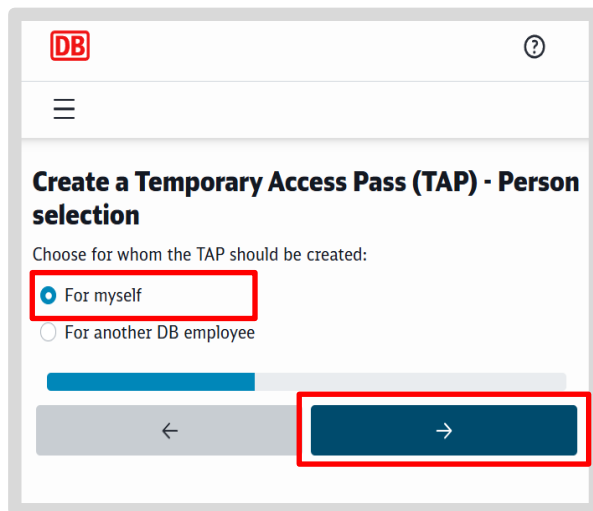 DB
?
Create a Temporary Access Pass (TAP) - Person
selection
Choose for whom the TAP should be created:
For myself
For another DB employee
← →